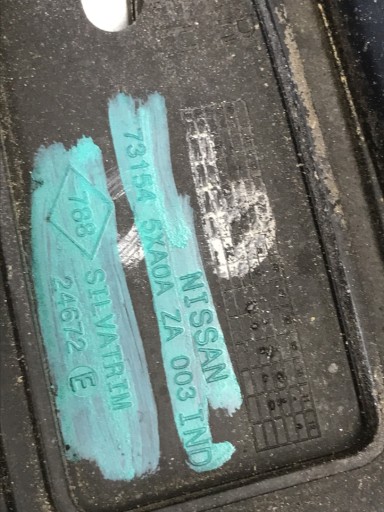 NISSAN
73154 5XA0A ZA 003 IND
788 SILVATRIM
24672 E